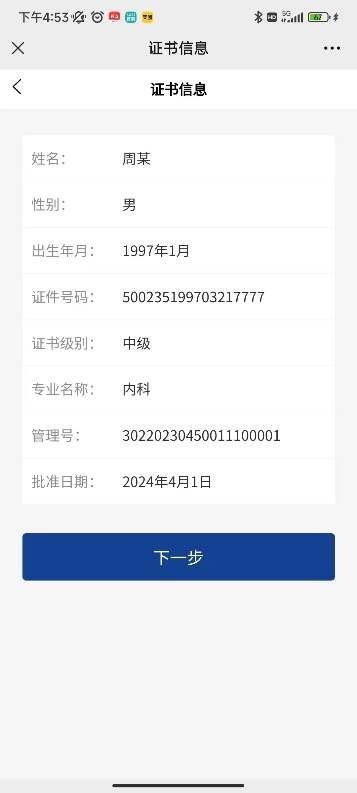 下午4:53
HD 5G 67
证书信息
证书信息
姓名： 周某
性别： 男
出生年月： 1997年1月
证件号码： 500235199703217777
证书级别： 中级
专业名称： 内科
管理号： 30220230450011100001
批准日期： 2024年4月1日
下一步